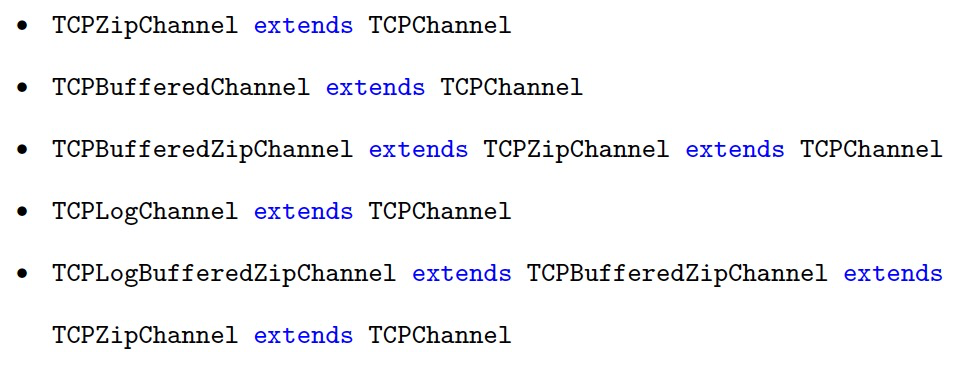 • TCPZipChannel extends TCPChannel
• TCPBufferedChannel extends TCPChannel
• TCPBufferedZipChannel extends TCPZipChannel extends TCPChannel
• TCPLogChannel extends TCPChannel
• TCPLogBufferedZipChannel extends TCPBufferedZipChannel extends
TCPZipChannel extends TCPChannel